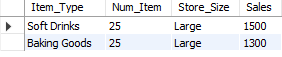 Item_Type Num_Item Store_Size Sales
Soft Drinks 25 Large 1500
Baking Goods 25 Large 1300